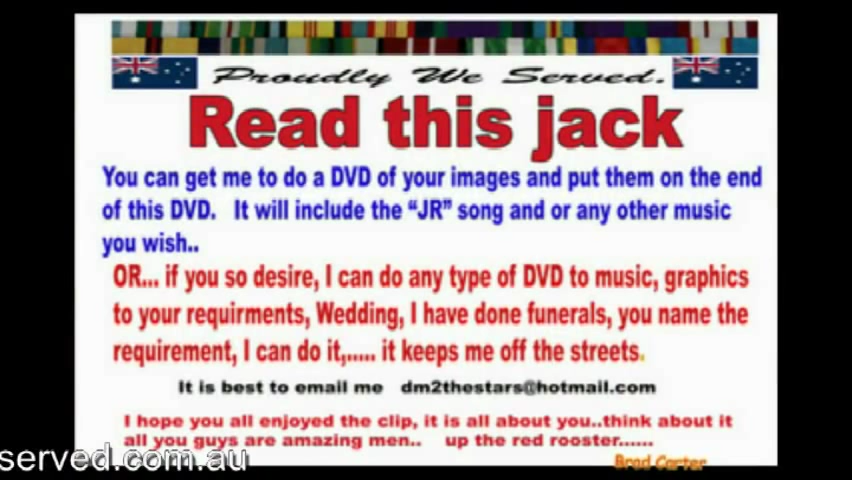 Proudly We Served.
Read this jack
You can get me to do a DVD of your images and put them on the end
of this DVD. It will include the “JR” song and or any other music
you wish..
OR... if you so desire, I can do any type of DVD to music, graphics
to your requirments, Wedding, I have done funerals, you name the
requirement, I can do it,..... it keeps me off the streets.
It is best to email me dm2thestars@hotmail.com
I hope you all enjoyed the clip, it is all about you..think about it
all you guys are amazing men.. up the red rooster......
Brad Carter
served.com.au